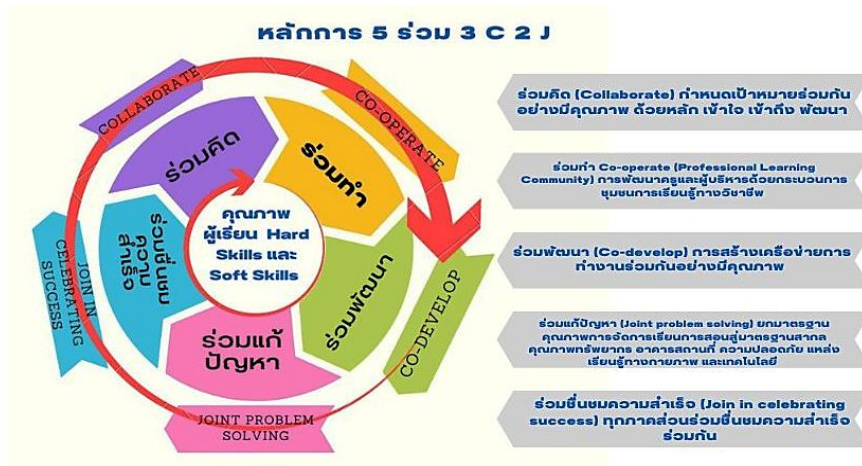 หลักการ 5 ร่วม 3 C 2 J
COLLABORATE
CO-OPERATE
CO-DEVELOP
JOINT PROBLEM
SOLVING
JOIN IN
CELEBRATING
SUCCESS
ร่วมคิด
ร่วมทำ
ร่วมพัฒนา
ร่วมแก้
ปัญหา
ร่วมชื่นชม
ความ
สำเร็จ
คุณภาพ
ผู้เรียน Hard
Skills และ
Soft Skills
ร่วมคิด (Collaborate) กำหนดเป้าหมายร่วมกัน
อย่างมีคุณภาพ ด้วยหลัก เข้าใจ เข้าถึง พัฒนา
ร่วมทำ Co-operate (Professional Learning
Community) การพัฒนาครูและผู้บริหารด้วยกระบวนการ
ชุมชนการเรียนรู้ทางวิชาชีพ
ร่วมพัฒนา (Co-develop) การสร้างเครือข่ายการ
ทำงานร่วมกันอย่างมีคุณภาพ
ร่วมแก้ปัญหา (Joint problem solving) ยกมาตรฐาน
คุณภาพการจัดการเรียนการสอนสู่มาตรฐานสากล
คุณภาพทรัพยากร อาคารสถานที่ ความปลอดภัย แหล่ง
เรียนรู้ทางกายภาพ และเทคโนโลยี
ร่วมชื่นชมความสำเร็จ (Join in celebrating
success) ทุกภาคส่วนร่วมชื่นชมความสำเร็จ
ร่วมกัน